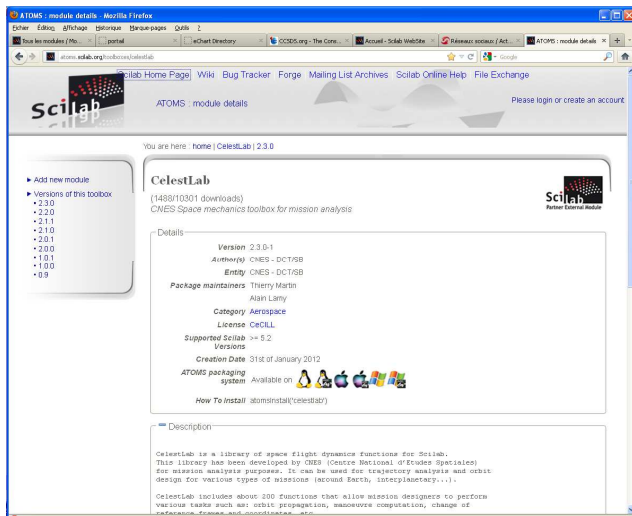 ATOMS : module details - Mozilla Firefox
Fichier Édition Affichage Historique Marque-pages Outils ?
Tous les modules / Mo... × portail × eChart Directory × CCSDS.org - The Cons... × Accueil - Scilab WebSite × Réseaux sociaux / Act... × ATOMS : module details ×
atoms.scilab.org/toolboxes/celestlab
Google
Scilab Home Page Wiki Bug Tracker Forge Mailing List Archives Scilab Online Help File Exchange
Scilab
ATOMS : module details
Please login or create an account
You are here : home | CelestLab | 2.3.0
Add new module
Versions of this toolbox
• 2.3.0
• 2.2.0
• 2.1.1
• 2.1.0
• 2.0.1
• 2.0.0
• 1.0.1
• 1.0.0
• 0.9
CelestLab
(1488/10301 downloads)
CNES Space mechanics toolbox for mission analysis
Scilab
Partner External Module
Details
Version 2.3.0-1
Author(s) CNES - DCT/SB
Entity CNES - DCT/SB
Package maintainers Thierry Martin
Alain Lamy
Category Aerospace
License CeCILL
Supported Scilab Versions >= 5.2
Creation Date 31st of January 2012
ATOMS packaging system Available on
How To Install atomsInstall('celestlab')
Description
CelestLab is a library of space flight dynamics functions for Scilab.
This library has been developed by CNES (Centre National d'Etudes Spatiales)
for mission analysis purposes. It can be used for trajectory analysis and orbit
design for various types of missions (around Earth, interplanetary...).
CelestLab includes about 200 functions that allow mission designers to perform
various tasks such as: orbit propagation, manoeuvre computation, change of
reference frames and coordinates, etc